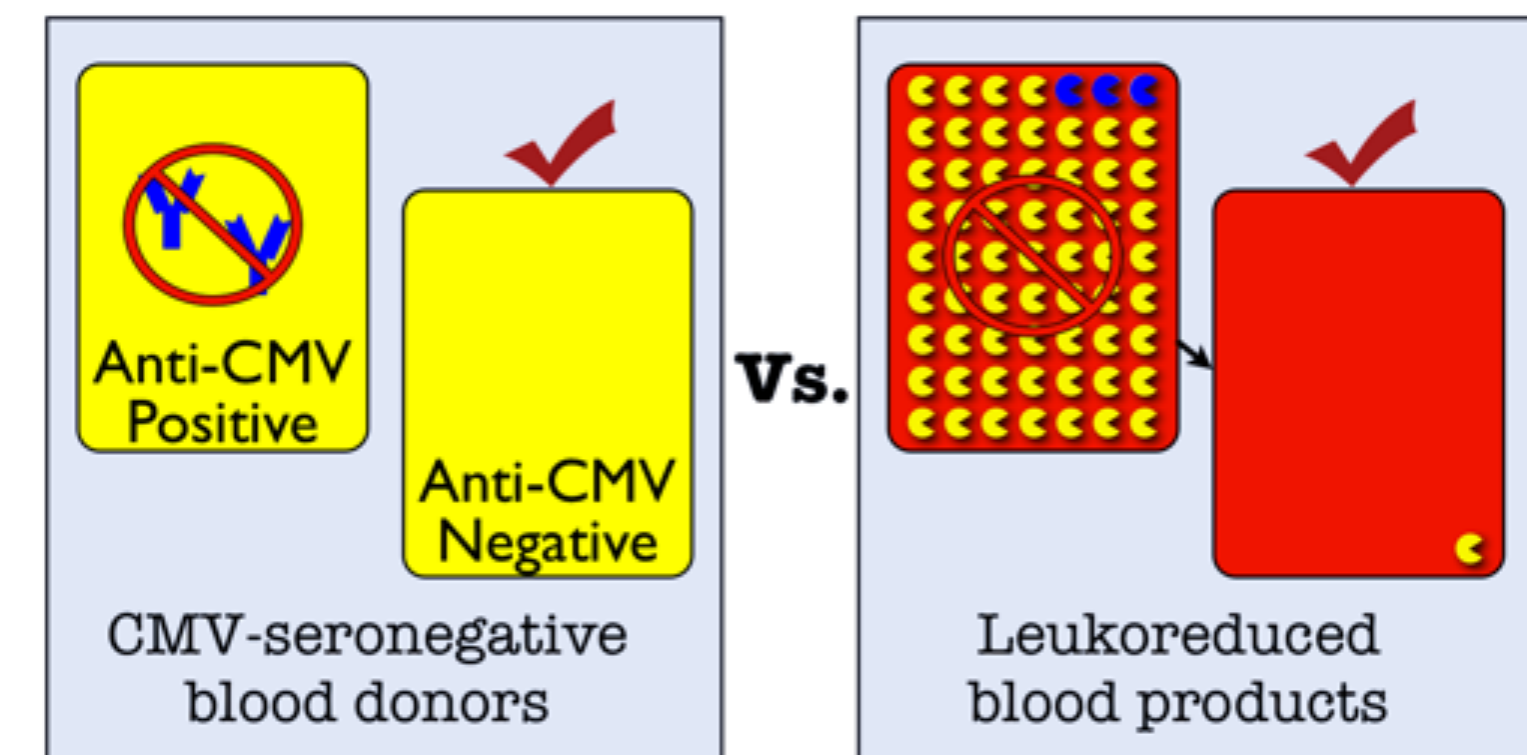 Anti-CMV
Positive
Anti-CMV
Negative
CMV-seronegative
blood donors
Vs.
Leukoreduced
blood products